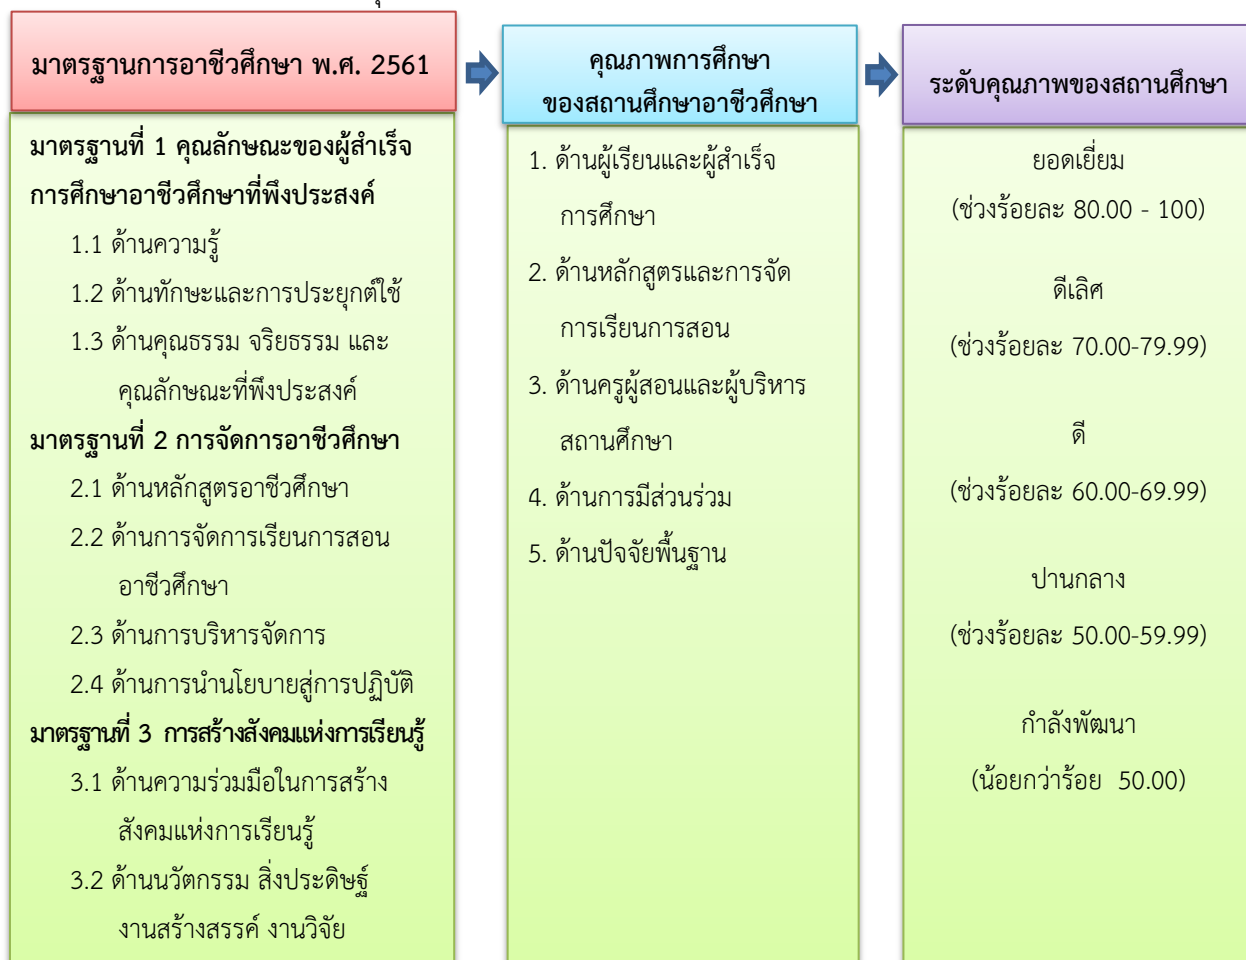 มาตรฐานการอาชีวศึกษา พ.ศ. 2561
มาตรฐานที่ 1 คุณลักษณะของผู้สำเร็จ
การศึกษาอาชีวศึกษาที่พึงประสงค์
1.1 ด้านความรู้
1.2 ด้านทักษะและการประยุกต์ใช้
1.3 ด้านคุณธรรม จริยธรรม และ
คุณลักษณะที่พึงประสงค์
มาตรฐานที่ 2 การจัดการอาชีวศึกษา
2.1 ด้านหลักสูตรอาชีวศึกษา
2.2 ด้านการจัดการเรียนการสอน
อาชีวศึกษา
2.3 ด้านการบริหารจัดการ
2.4 ด้านการนำนโยบายสู่การปฏิบัติ
มาตรฐานที่ 3 การสร้างสังคมแห่งการเรียนรู้
3.1 ด้านความร่วมมือในการสร้าง
สังคมแห่งการเรียนรู้
3.2 ด้านนวัตกรรม สิ่งประดิษฐ์
งานสร้างสรรค์ งานวิจัย
คุณภาพการศึกษา
ของสถานศึกษาอาชีวศึกษา
1. ด้านผู้เรียนและผู้สำเร็จ
การศึกษา
2. ด้านหลักสูตรและการจัด
การเรียนการสอน
3. ด้านครูผู้สอนและผู้บริหาร
สถานศึกษา
4. ด้านการมีส่วนร่วม
5. ด้านปัจจัยพื้นฐาน
ระดับคุณภาพของสถานศึกษา
ยอดเยี่ยม
(ช่วงร้อยละ 80.00 - 100)
ดีเลิศ
(ช่วงร้อยละ 70.00-79.99)
ดี
(ช่วงร้อยละ 60.00-69.99)
ปานกลาง
(ช่วงร้อยละ 50.00-59.99)
กำลังพัฒนา
(น้อยกว่าร้อย 50.00)